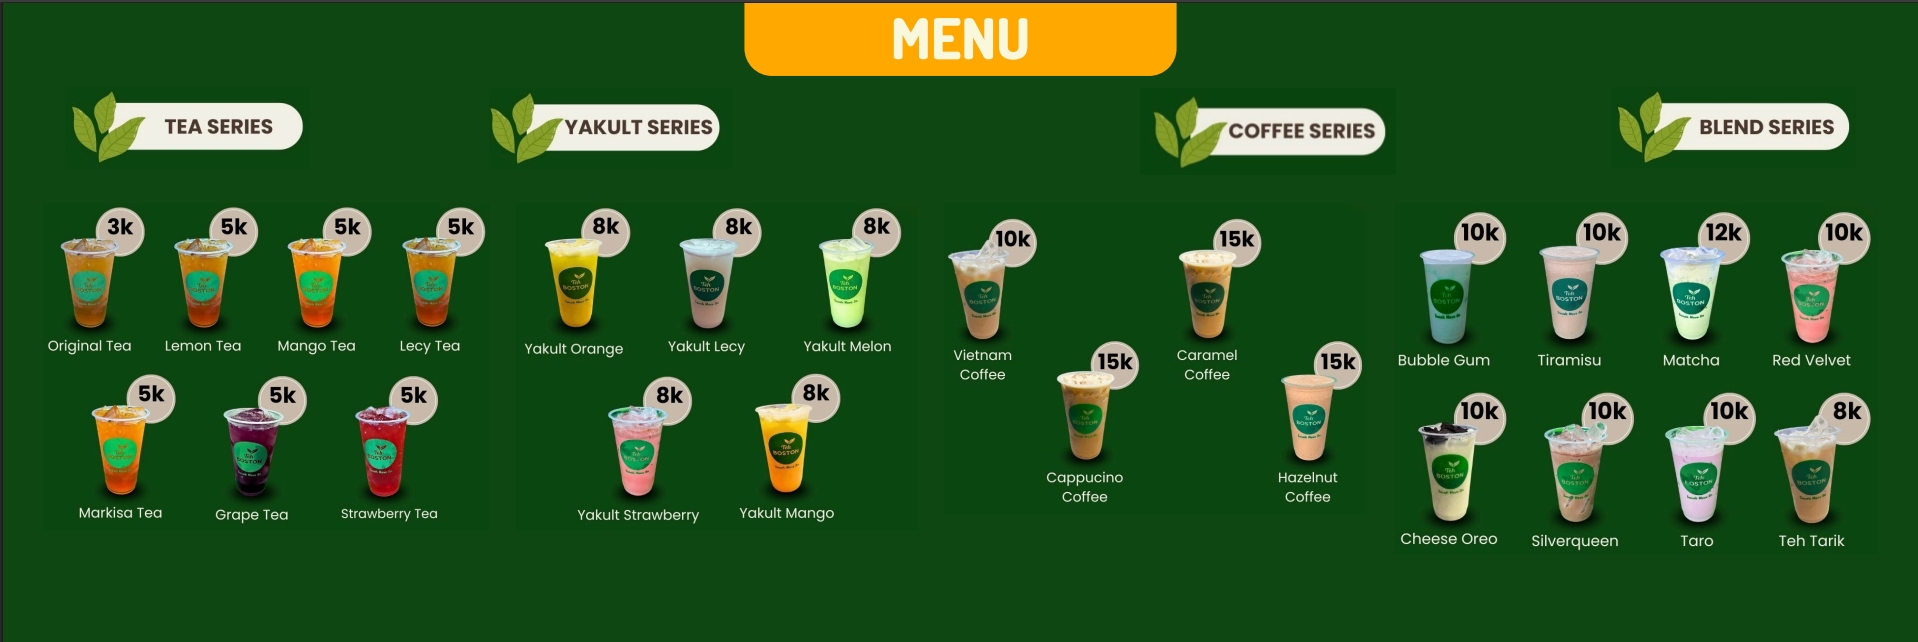 MENU
TEA SERIES
3k
Original Tea
5k
Lemon Tea
5k
Mango Tea
5k
Lecy Tea
5k
Markisa Tea
5k
Grape Tea
5k
Strawberry Tea
YAKULT SERIES
8k
Yakult Orange
8k
Yakult Lecy
8k
Yakult Melon
8k
Yakult Strawberry
8k
Yakult Mango
COFFEE SERIES
10k
Vietnam
Coffee
15k
Caramel
Coffee
15k
Cappucino
Coffee
15k
Hazelnut
Coffee
BLEND SERIES
10k
Bubble Gum
10k
Tiramisu
12k
Matcha
10k
Red Velvet
10k
Cheese Oreo
10k
Silverqueen
10k
Taro
8k
Teh Tarik
Teh
BOSTON